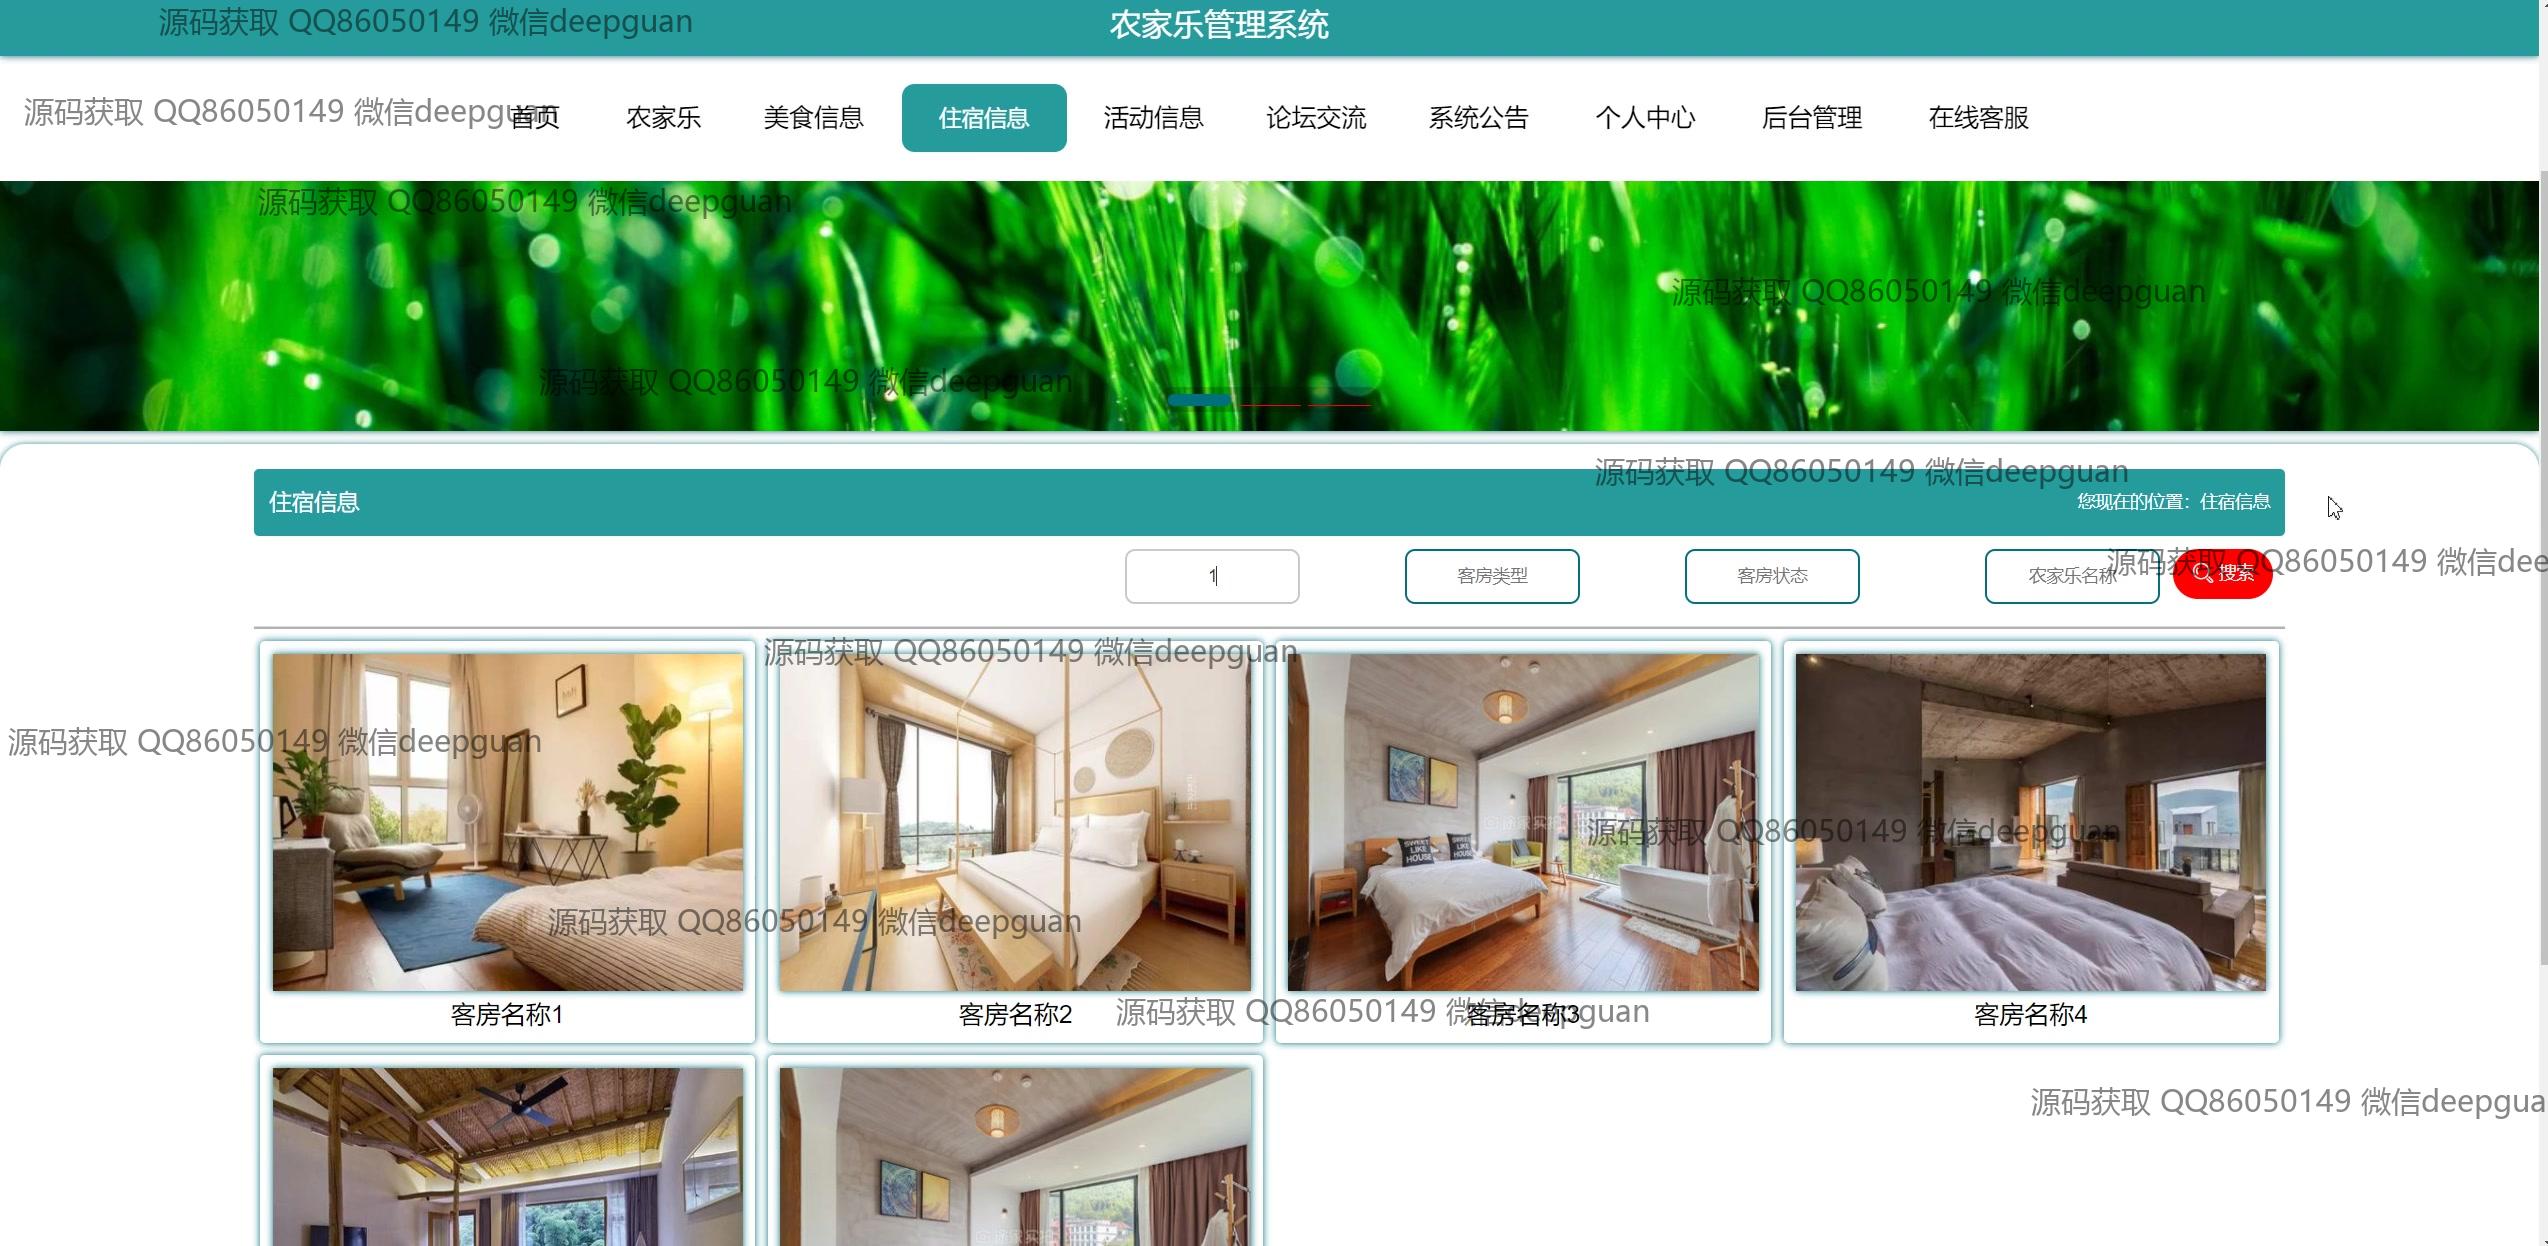 源码获取 QQ86050149 微信deepguan
农家乐管理系统
源码获取 QQ86050149 微信deepguan
首页 农家乐 美食信息 住宿信息 活动信息 论坛交流 系统公告 个人中心 后台管理 在线客服
源码获取 QQ86050149 微信deepguan
源码获取 QQ86050149 微信deepguan
源码获取 QQ86050149 微信deepguan
源码获取 QQ86050149 微信deepguan
住宿信息
您现在的位置：住宿信息
1 客房类型 客房状态 农家乐名称 搜索
源码获取 QQ86050149 微信dee
源码获取 QQ86050149 微信deepguan
源码获取 QQ86050149 微信deepguan
SWEET LIKE HOUSE
SWEET LIKE HOUSE
源码获取 QQ86050149 微信deepguan
源码获取 QQ86050149 微信deepguan
源码获取 QQ86050149 微信deepguan
客房名称1 客房名称2 客房名称3 客房名称4
源码获取 QQ86050149 微信deepgua